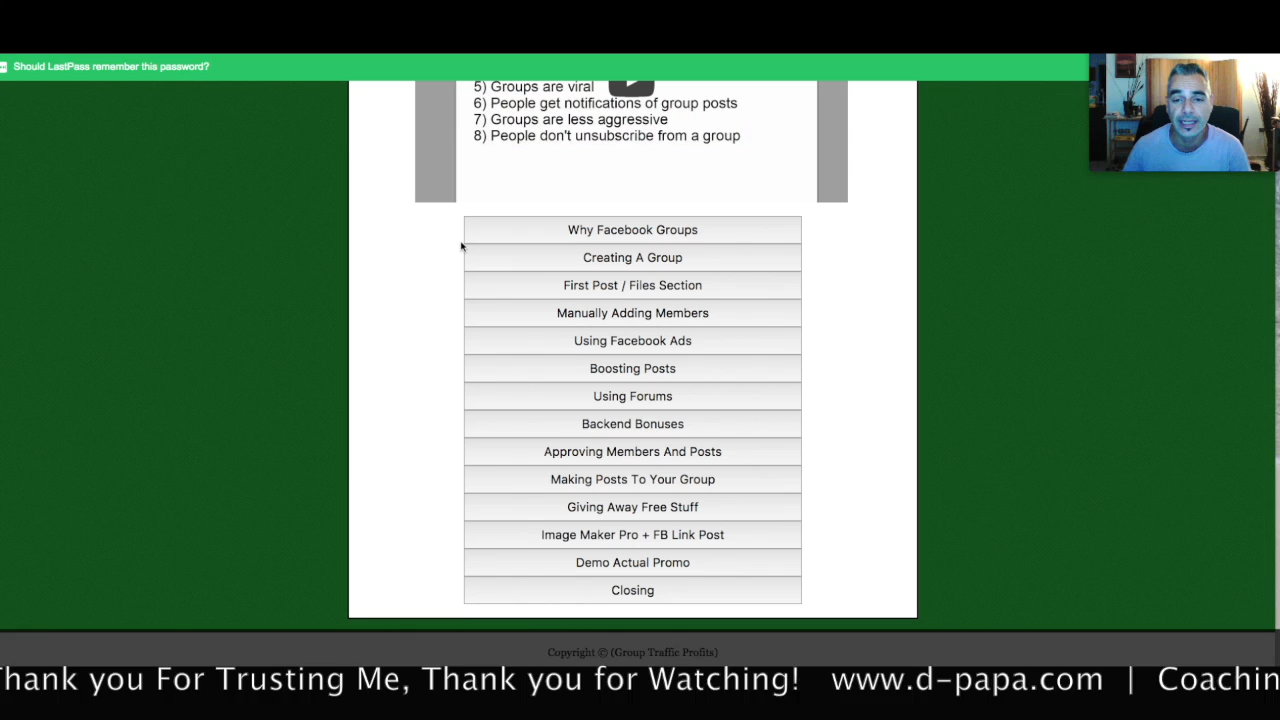 Should LastPass remember this password?
5) Groups are viral
6) People get notifications of group posts
7) Groups are less aggressive
8) People don't unsubscribe from a group
Why Facebook Groups
Creating A Group
First Post / Files Section
Manually Adding Members
Using Facebook Ads
Boosting Posts
Using Forums
Backend Bonuses
Approving Members And Posts
Making Posts To Your Group
Giving Away Free Stuff
Image Maker Pro + FB Link Post
Demo Actual Promo
Closing
Copyright © (Group Traffic Profits)
Thank you For Trusting Me, Thank you for Watching! www.d-papa.com | Coachin